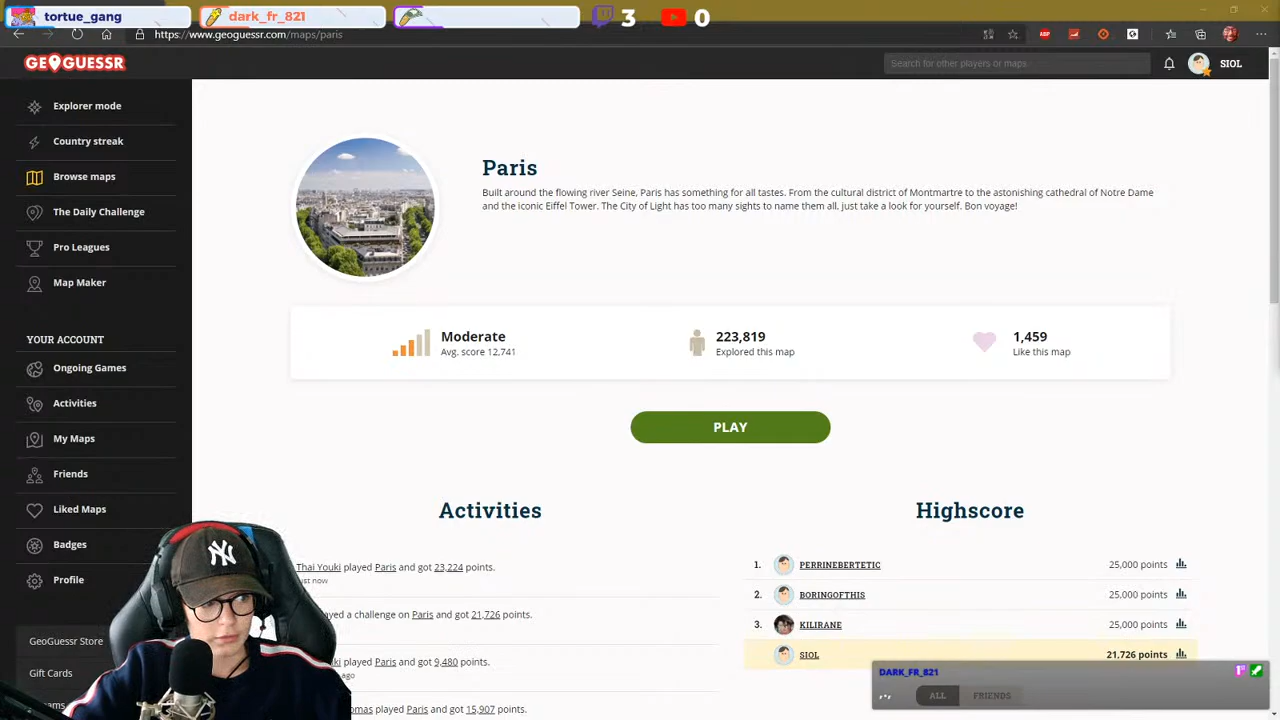 tortue_gang
dark_fr_821
3
0
https://www.geoguessr.com/maps/paris
GEOGUESSR
Search for other players or maps
SIOL
Explorer mode
Country streak
Browse maps
The Daily Challenge
Pro Leagues
Map Maker
YOUR ACCOUNT
Ongoing Games
Activities
My Maps
Friends
Liked Maps
Badges
Profile
GeoGuess Store
Gift Cards
Paris
Built around the flowing river Seine, Paris has something for all tastes. From the cultural district of Montmartre to the astonishing cathedral of Notre Dame
and the iconic Eiffel Tower. The City of Light has too many sights to name them all, just take a look for yourself. Bon voyage!
Moderate
Avg. score 12,741
223,819
Explored this map
1,459
Like this map
PLAY
Activities
Thai Youki played Paris and got 23,224 points.
just now
played a challenge on Paris and got 21,726 points.
played Paris and got 9,480 points.
ago
played Paris and got 15,907 points.
Highscore
1. PERRINEBERTETIC 25,000 points
2. BORINGOFTHIS 25,000 points
3. KILIRANE 25,000 points
SIOL 21,726 points
DARK_FR_821
ALL FRIENDS
NY